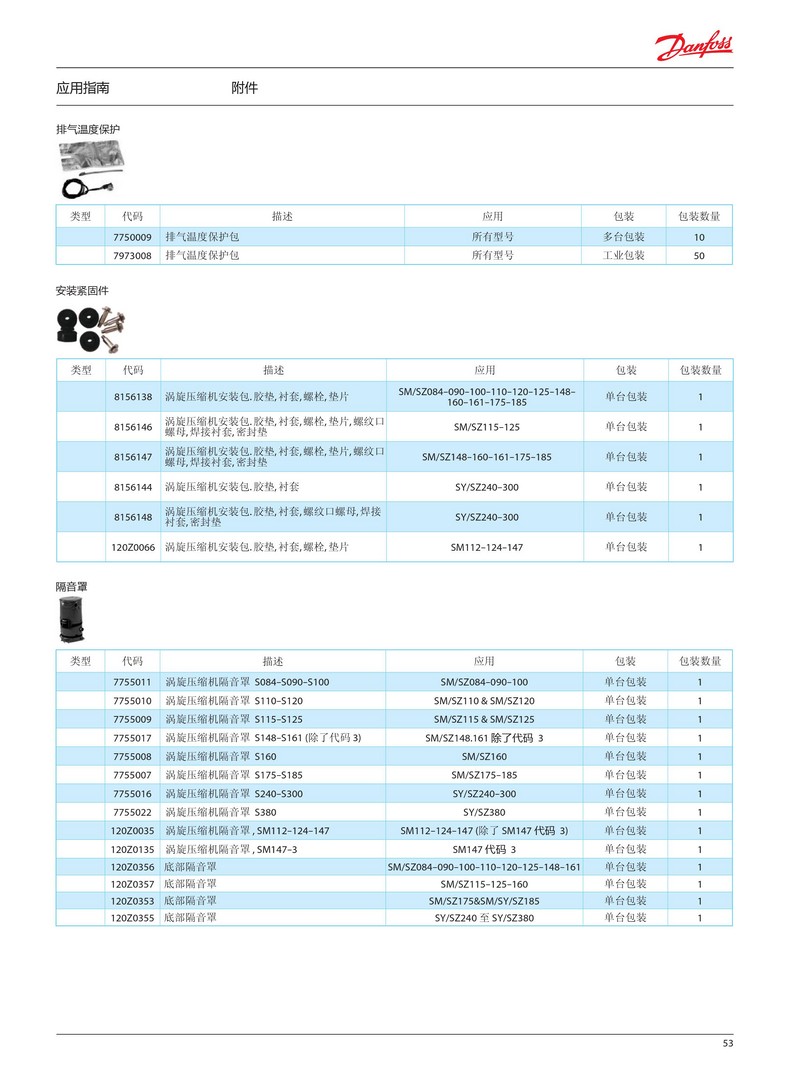 Danfoss
应用指南 附件
排气温度保护
类型 代码 描述 应用 包装 包装数量
7750009 排气温度保护包 所有型号 多台包装 10
7973008 排气温度保护包 所有型号 工业包装 50
安装紧固件
类型 代码 描述 应用 包装 包装数量
8156138 涡旋压缩机安装包. 胶垫, 衬套, 螺栓, 垫片 SM/SZ084-090-100-110-120-125-148-
160-161-175-185 单台包装 1
8156146 涡旋压缩机安装包. 胶垫, 衬套, 螺栓, 垫片, 螺纹口
螺母, 焊接衬套, 密封垫 SM/SZ115-125 单台包装 1
8156147 涡旋压缩机安装包. 胶垫, 衬套, 螺栓, 垫片, 螺纹口
螺母, 焊接衬套, 密封垫 SM/SZ148-160-161-175-185 单台包装 1
8156144 涡旋压缩机安装包. 胶垫, 衬套 SY/SZ240-300 单台包装 1
8156148 涡旋压缩机安装包. 胶垫, 衬套, 螺纹口螺母, 焊接
衬套, 密封垫 SY/SZ240-300 单台包装 1
120Z0066 涡旋压缩机安装包. 胶垫, 衬套, 螺栓, 垫片 SM112-124-147 单台包装 1
隔音罩
类型 代码 描述 应用 包装 包装数量
7755011 涡旋压缩机隔音罩 S084-S090-S100 SM/SZ084-090-100 单台包装 1
7755010 涡旋压缩机隔音罩 S110-S120 SM/SZ110 & SM/SZ120 单台包装 1
7755009 涡旋压缩机隔音罩 S115-S125 SM/SZ115 & SM/SZ125 单台包装 1
7755017 涡旋压缩机隔音罩 S148-S161 (除了代码 3) SM/SZ148.161 除了代码 3 单台包装 1
7755008 涡旋压缩机隔音罩 S160 SM/SZ160 单台包装 1
7755007 涡旋压缩机隔音罩 S175-S185 SM/SZ175-185 单台包装 1
7755016 涡旋压缩机隔音罩 S240-S300 SY/SZ240-300 单台包装 1
7755022 涡旋压缩机隔音罩 S380 SY/SZ380 单台包装 1
120Z0035 涡旋压缩机隔音罩 , SM112-124-147 SM112-124-147 (除了 SM147 代码 3) 单台包装 1
120Z0135 涡旋压缩机隔音罩 , SM147-3 SM147 代码 3 单台包装 1
120Z0356 底部隔音罩 SM/SZ084-090-100-110-120-125-148-161 单台包装 1
120Z0357 底部隔音罩 SM/SZ115-125-160 单台包装 1
120Z0353 底部隔音罩 SM/SZ175&SM/SY/SZ185 单台包装 1
120Z0355 底部隔音罩 SY/SZ240 至 SY/SZ380 单台包装 1
53